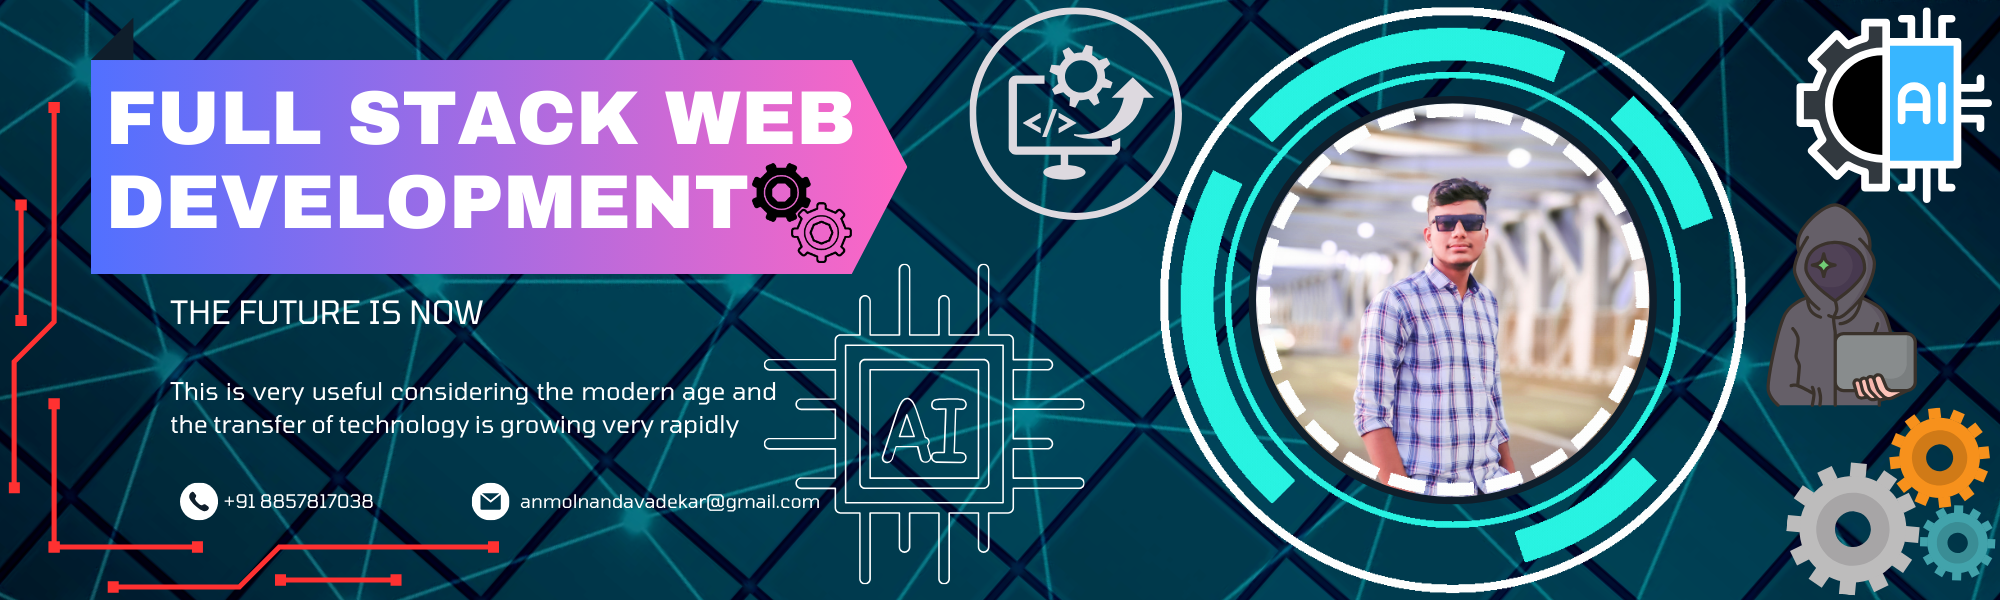 FULL STACK WEB
DEVELOPMENT
THE FUTURE IS NOW
This is very useful considering the modern age and
the transfer of technology is growing very rapidly
+91 8857817038
anmolnandavadekar@gmail.com
AI
</>
AI